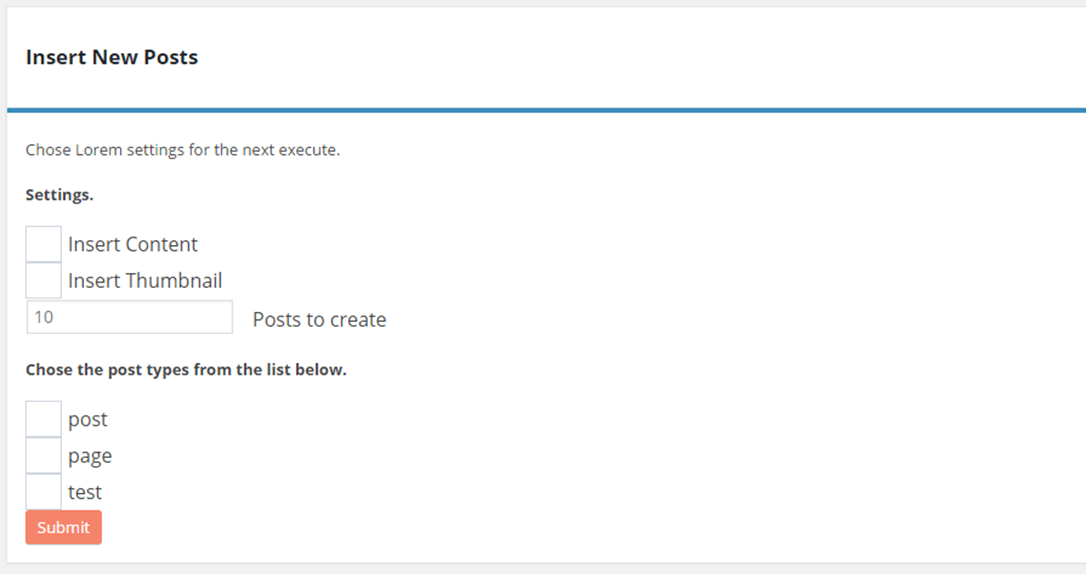 Insert New Posts
Chose Lorem settings for the next execute.
Settings.
Insert Content
Insert Thumbnail
10 Posts to create
Chose the post types from the list below.
post
page
test
Submit